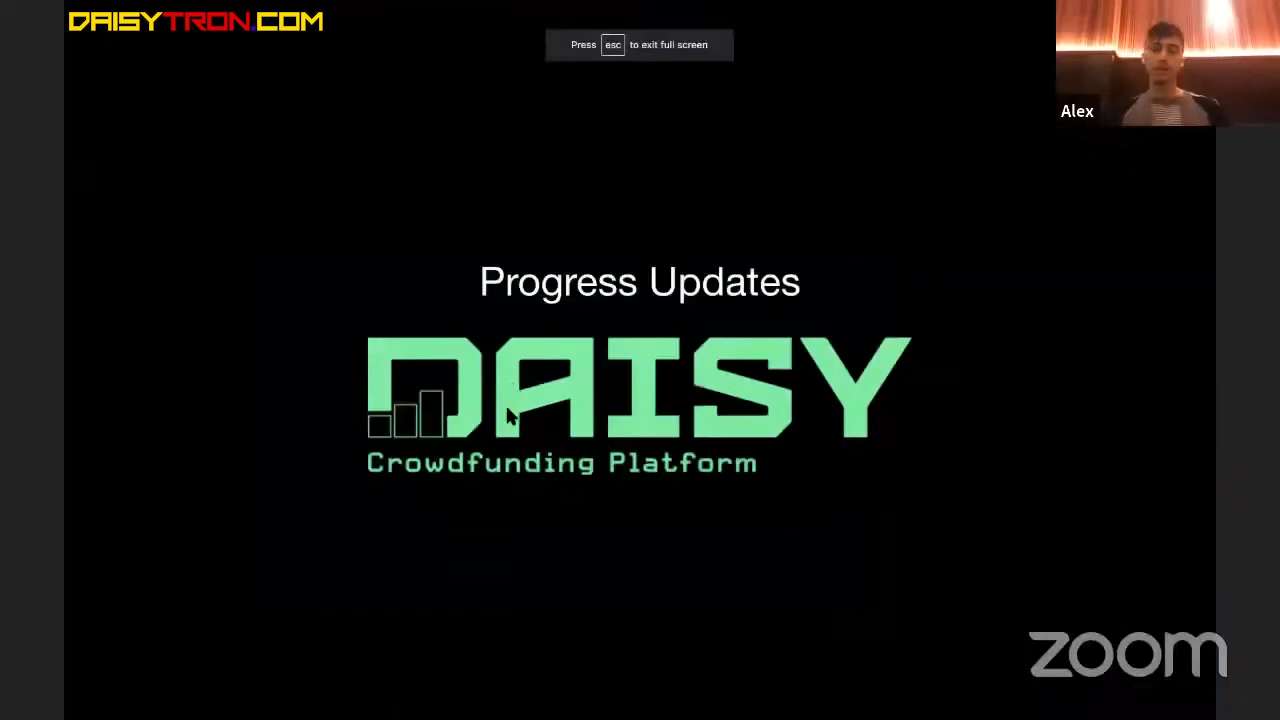 DAISYTRON.COM
Press esc to exit full screen
Alex
Progress Updates
DAISY
Crowdfunding Platform
zoom